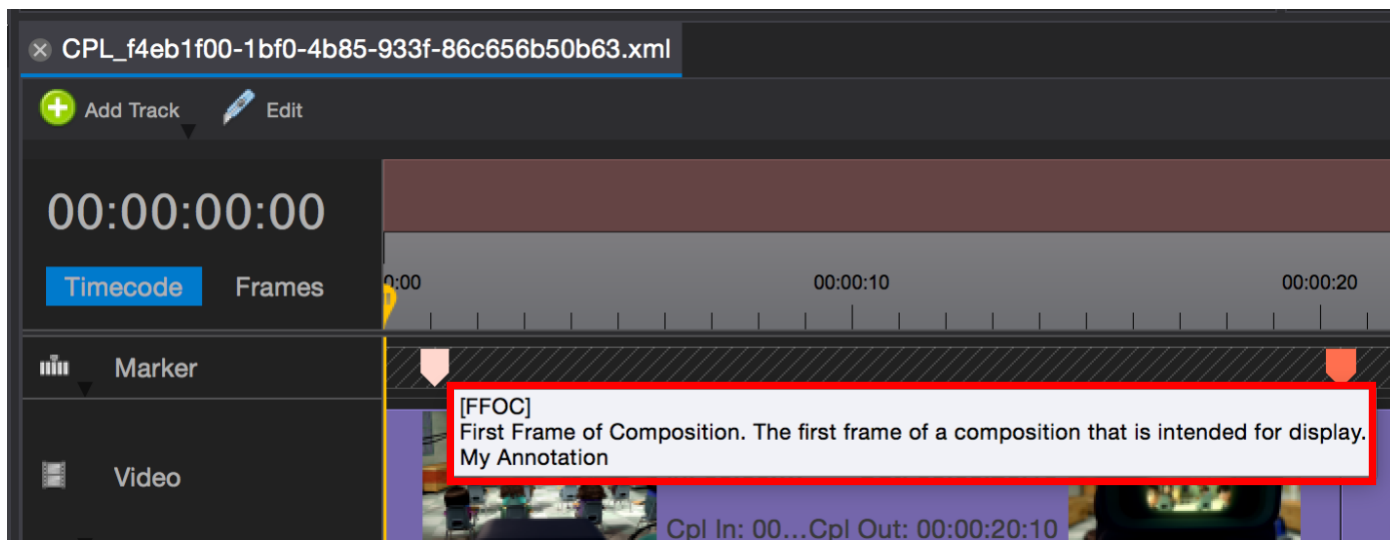 CPL_f4eb1f00-1bf0-4b85-933f-86c656b50b63.xml
Add Track Edit
00:00:00:00
Timecode Frames
0:00 00:00:10 00:00:20
Marker
[FFOC]
First Frame of Composition. The first frame of a composition that is intended for display.
My Annotation
Video
Cpl In: 00...Cpl Out: 00:00:20:10